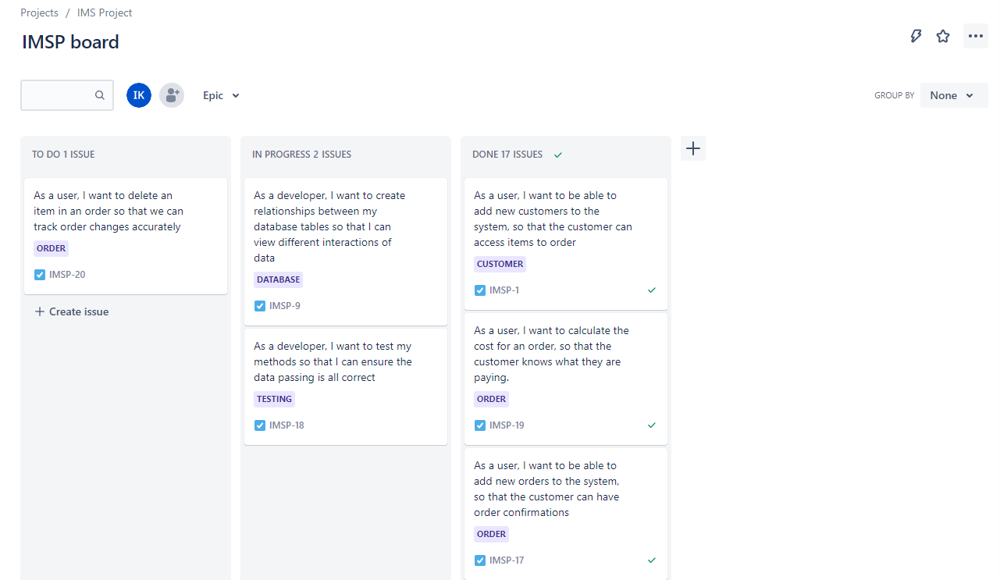 Projects / IMS Project
IMSP board
IK
Epic
GROUP BY
None
TO DO 1 ISSUE
As a user, I want to delete an
item in an order so that we can
track order changes accurately
ORDER
IMSP-20
Create issue
IN PROGRESS 2 ISSUES
As a developer, I want to create
relationships between my
database tables so that I can
view different interactions of
data
DATABASE
IMSP-9
As a developer, I want to test my
methods so that I can ensure the
data passing is all correct
TESTING
IMSP-18
DONE 17 ISSUES
As a user, I want to be able to
add new customers to the
system, so that the customer can
access items to order
CUSTOMER
IMSP-1
As a user, I want to calculate the
cost for an order, so that the
customer knows what they are
paying.
ORDER
IMSP-19
As a user, I want to be able to
add new orders to the system,
so that the customer can have
order confirmations
ORDER
IMSP-17